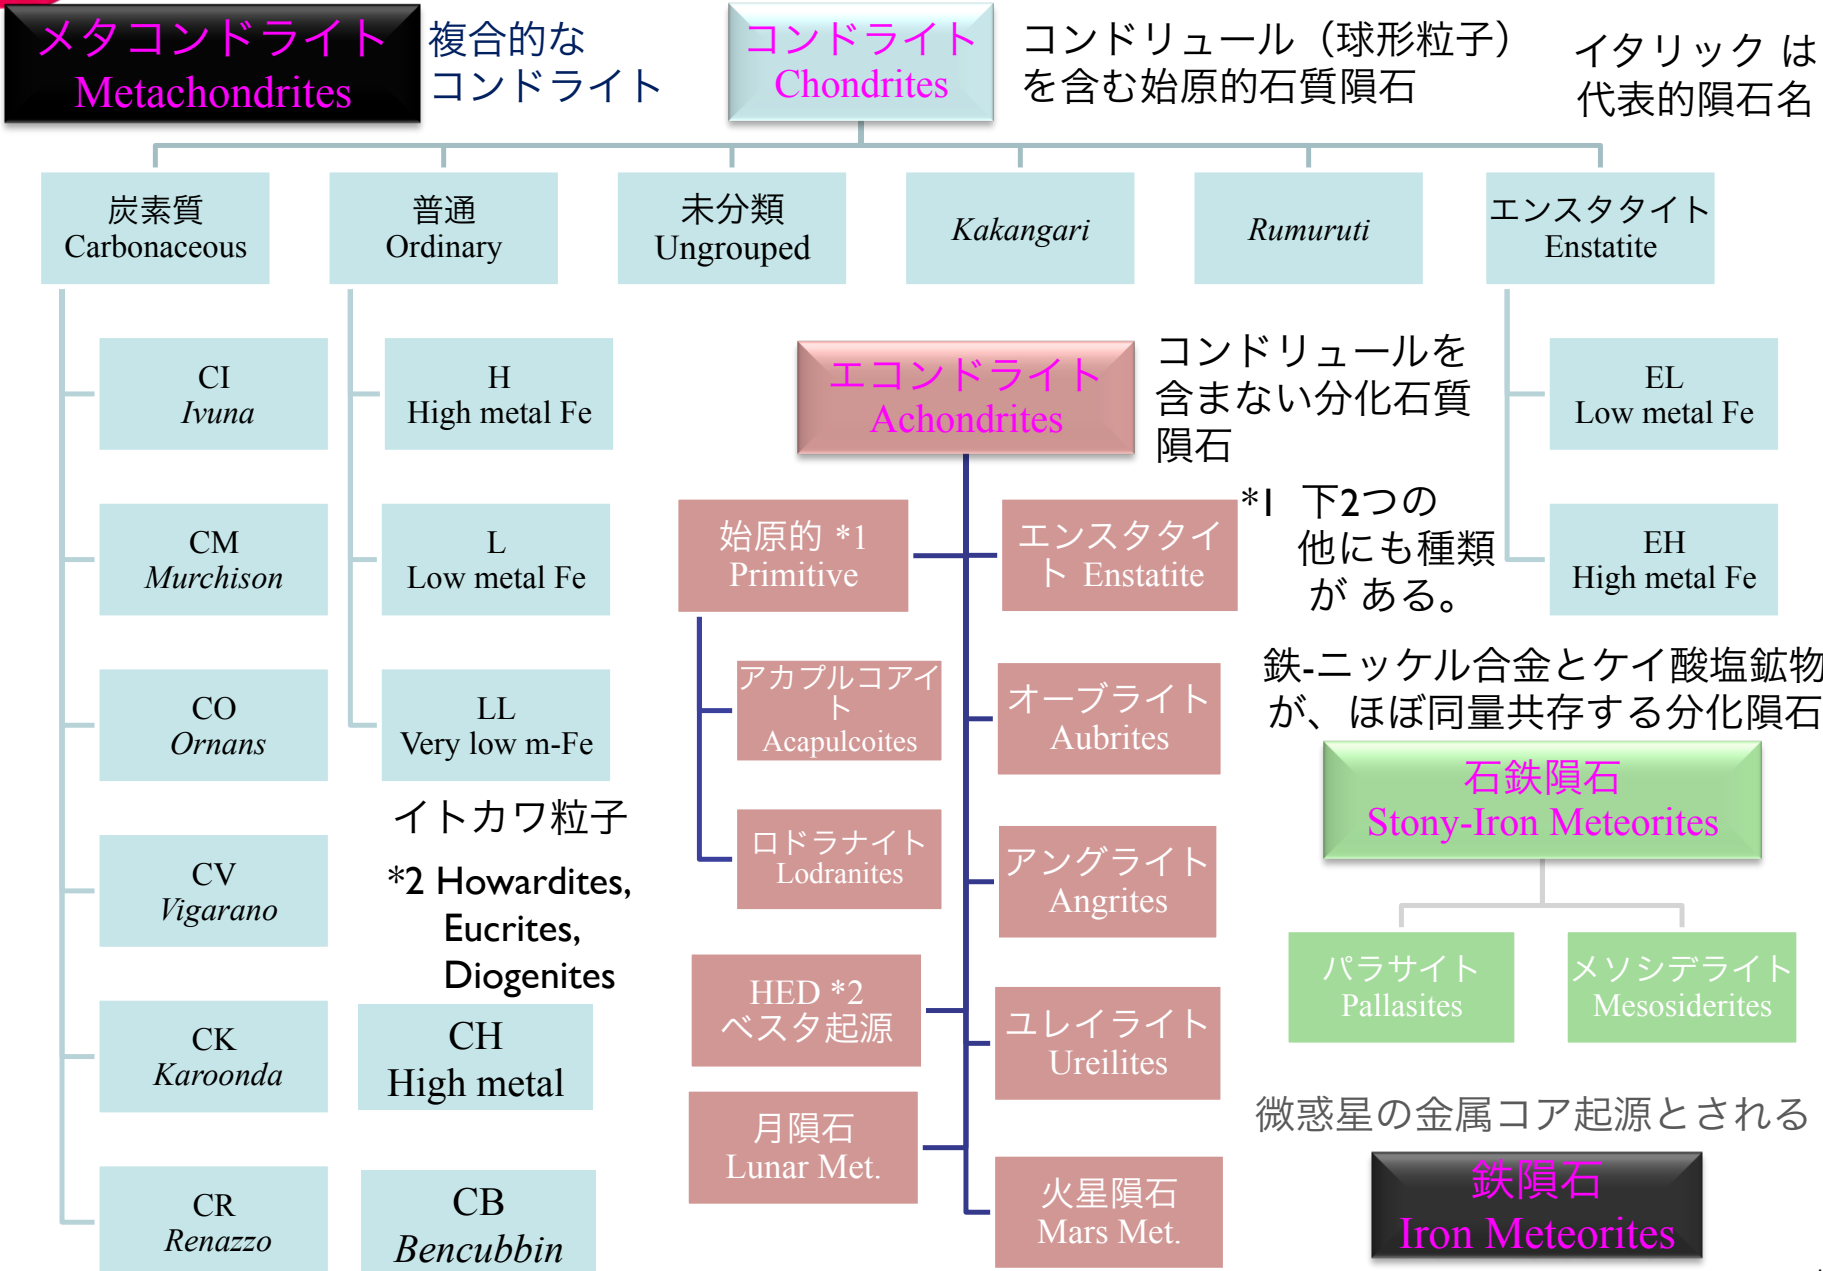 メタコンドライト
Metachondrites
複合的な
コンドライト
コンドライト
Chondrites
コンドリュール（球形粒子）
を含む始原的石質隕石
イタリック は
代表的隕石名
炭素質
Carbonaceous
普通
Ordinary
未分類
Ungrouped
Kakangari
Rumuruti
エンスタタイト
Enstatite
CI
Ivuna
CM
Murchison
CO
Ornans
CV
Vigarano
CK
Karoonda
CR
Renazzo
H
High metal Fe
L
Low metal Fe
LL
Very low m-Fe
イトカワ粒子
*2 Howardites,
Eucrites,
Diogenites
CH
High metal
CB
Bencubbin
エコンドライト
Achondrites
コンドリュールを
含まない分化石質
隕石
*1 下2つの
他にも種類
が ある。
始原的 *1
Primitive
アカプルコアイ
ト
Acapulcoites
ロドラナイト
Lodranites
HED *2
ベスタ起源
月隕石
Lunar Met.
エンスタタイ
ト Enstatite
オーブライト
Aubrites
アングライト
Angrites
ユレイライト
Ureilites
火星隕石
Mars Met.
EL
Low metal Fe
EH
High metal Fe
鉄-ニッケル合金とケイ酸塩鉱物
が、ほぼ同量共存する分化隕石
石鉄隕石
Stony-Iron Meteorites
パラサイト
Pallasites
メソシデライト
Mesosiderites
微惑星の金属コア起源とされる
鉄隕石
Iron Meteorites